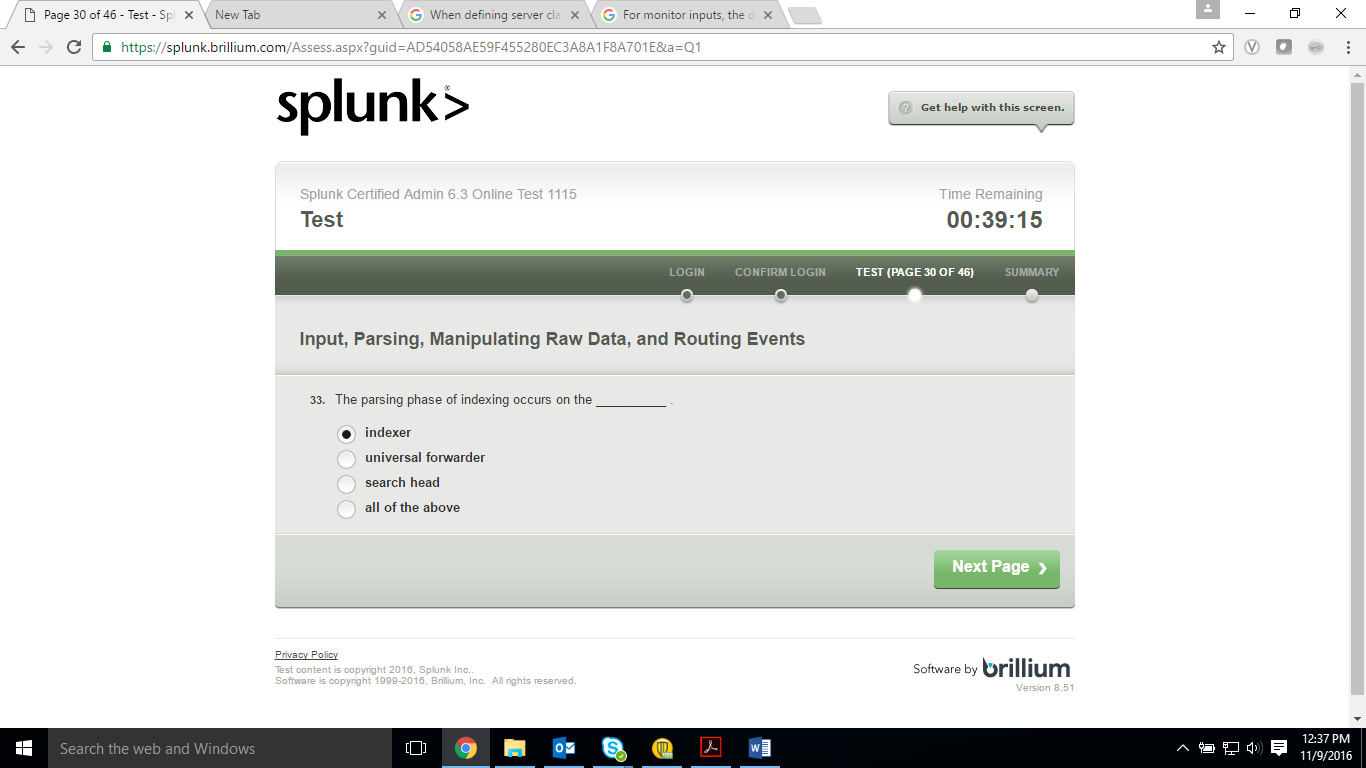 Page 30 of 46 - Test - Spl
New Tab
When defining server cla
For monitor inputs, the d
https://splunk.brillium.com/Assess.aspx?guid=AD54058AE59F455280EC3A8A1F8A701E&a=Q1
splunk>
Get help with this screen.
Splunk Certified Admin 6.3 Online Test 1115
Time Remaining
Test
00:39:15
LOGIN
CONFIRM LOGIN
TEST (PAGE 30 OF 46)
SUMMARY
Input, Parsing, Manipulating Raw Data, and Routing Events
33. The parsing phase of indexing occurs on the __________ .
indexer
universal forwarder
search head
all of the above
Next Page
Privacy Policy
Test content is copyright 2016, Splunk Inc..
Software is copyright 1999-2016, Brillium, Inc. All rights reserved.
Software by brillium
Version 8.51
Search the web and Windows
12:37 PM
11/9/2016